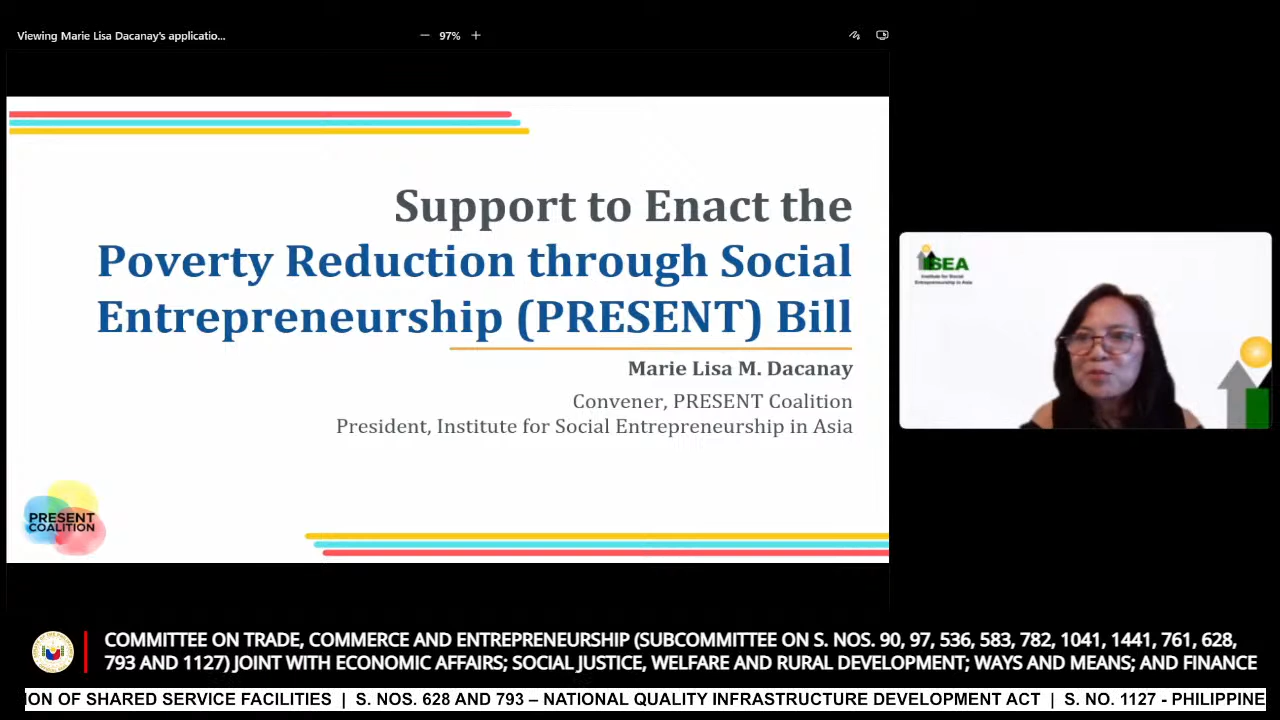 Viewing Marie Lisa Dacanay's applicatio...
97%
Support to Enact the
Poverty Reduction through Social
Entrepreneurship (PRESENT) Bill
Marie Lisa M. Dacanay
Convener, PRESENT Coalition
President, Institute for Social Entrepreneurship in Asia
PRESENT
COALITION
ISEA
Institute for Social
Entrepreneurship in Asia
COMMITTEE ON TRADE, COMMERCE AND ENTREPRENEURSHIP (SUBCOMMITTEE ON S. NOS. 90, 97, 536, 583, 782, 1041, 1441, 761, 628,
793 AND 1127) JOINT WITH ECONOMIC AFFAIRS; SOCIAL JUSTICE, WELFARE AND RURAL DEVELOPMENT; WAYS AND MEANS; AND FINANCE
ION OF SHARED SERVICE FACILITIES | S. NOS. 628 AND 793 – NATIONAL QUALITY INFRASTRUCTURE DEVELOPMENT ACT | S. NO. 1127 - PHILIPPINE